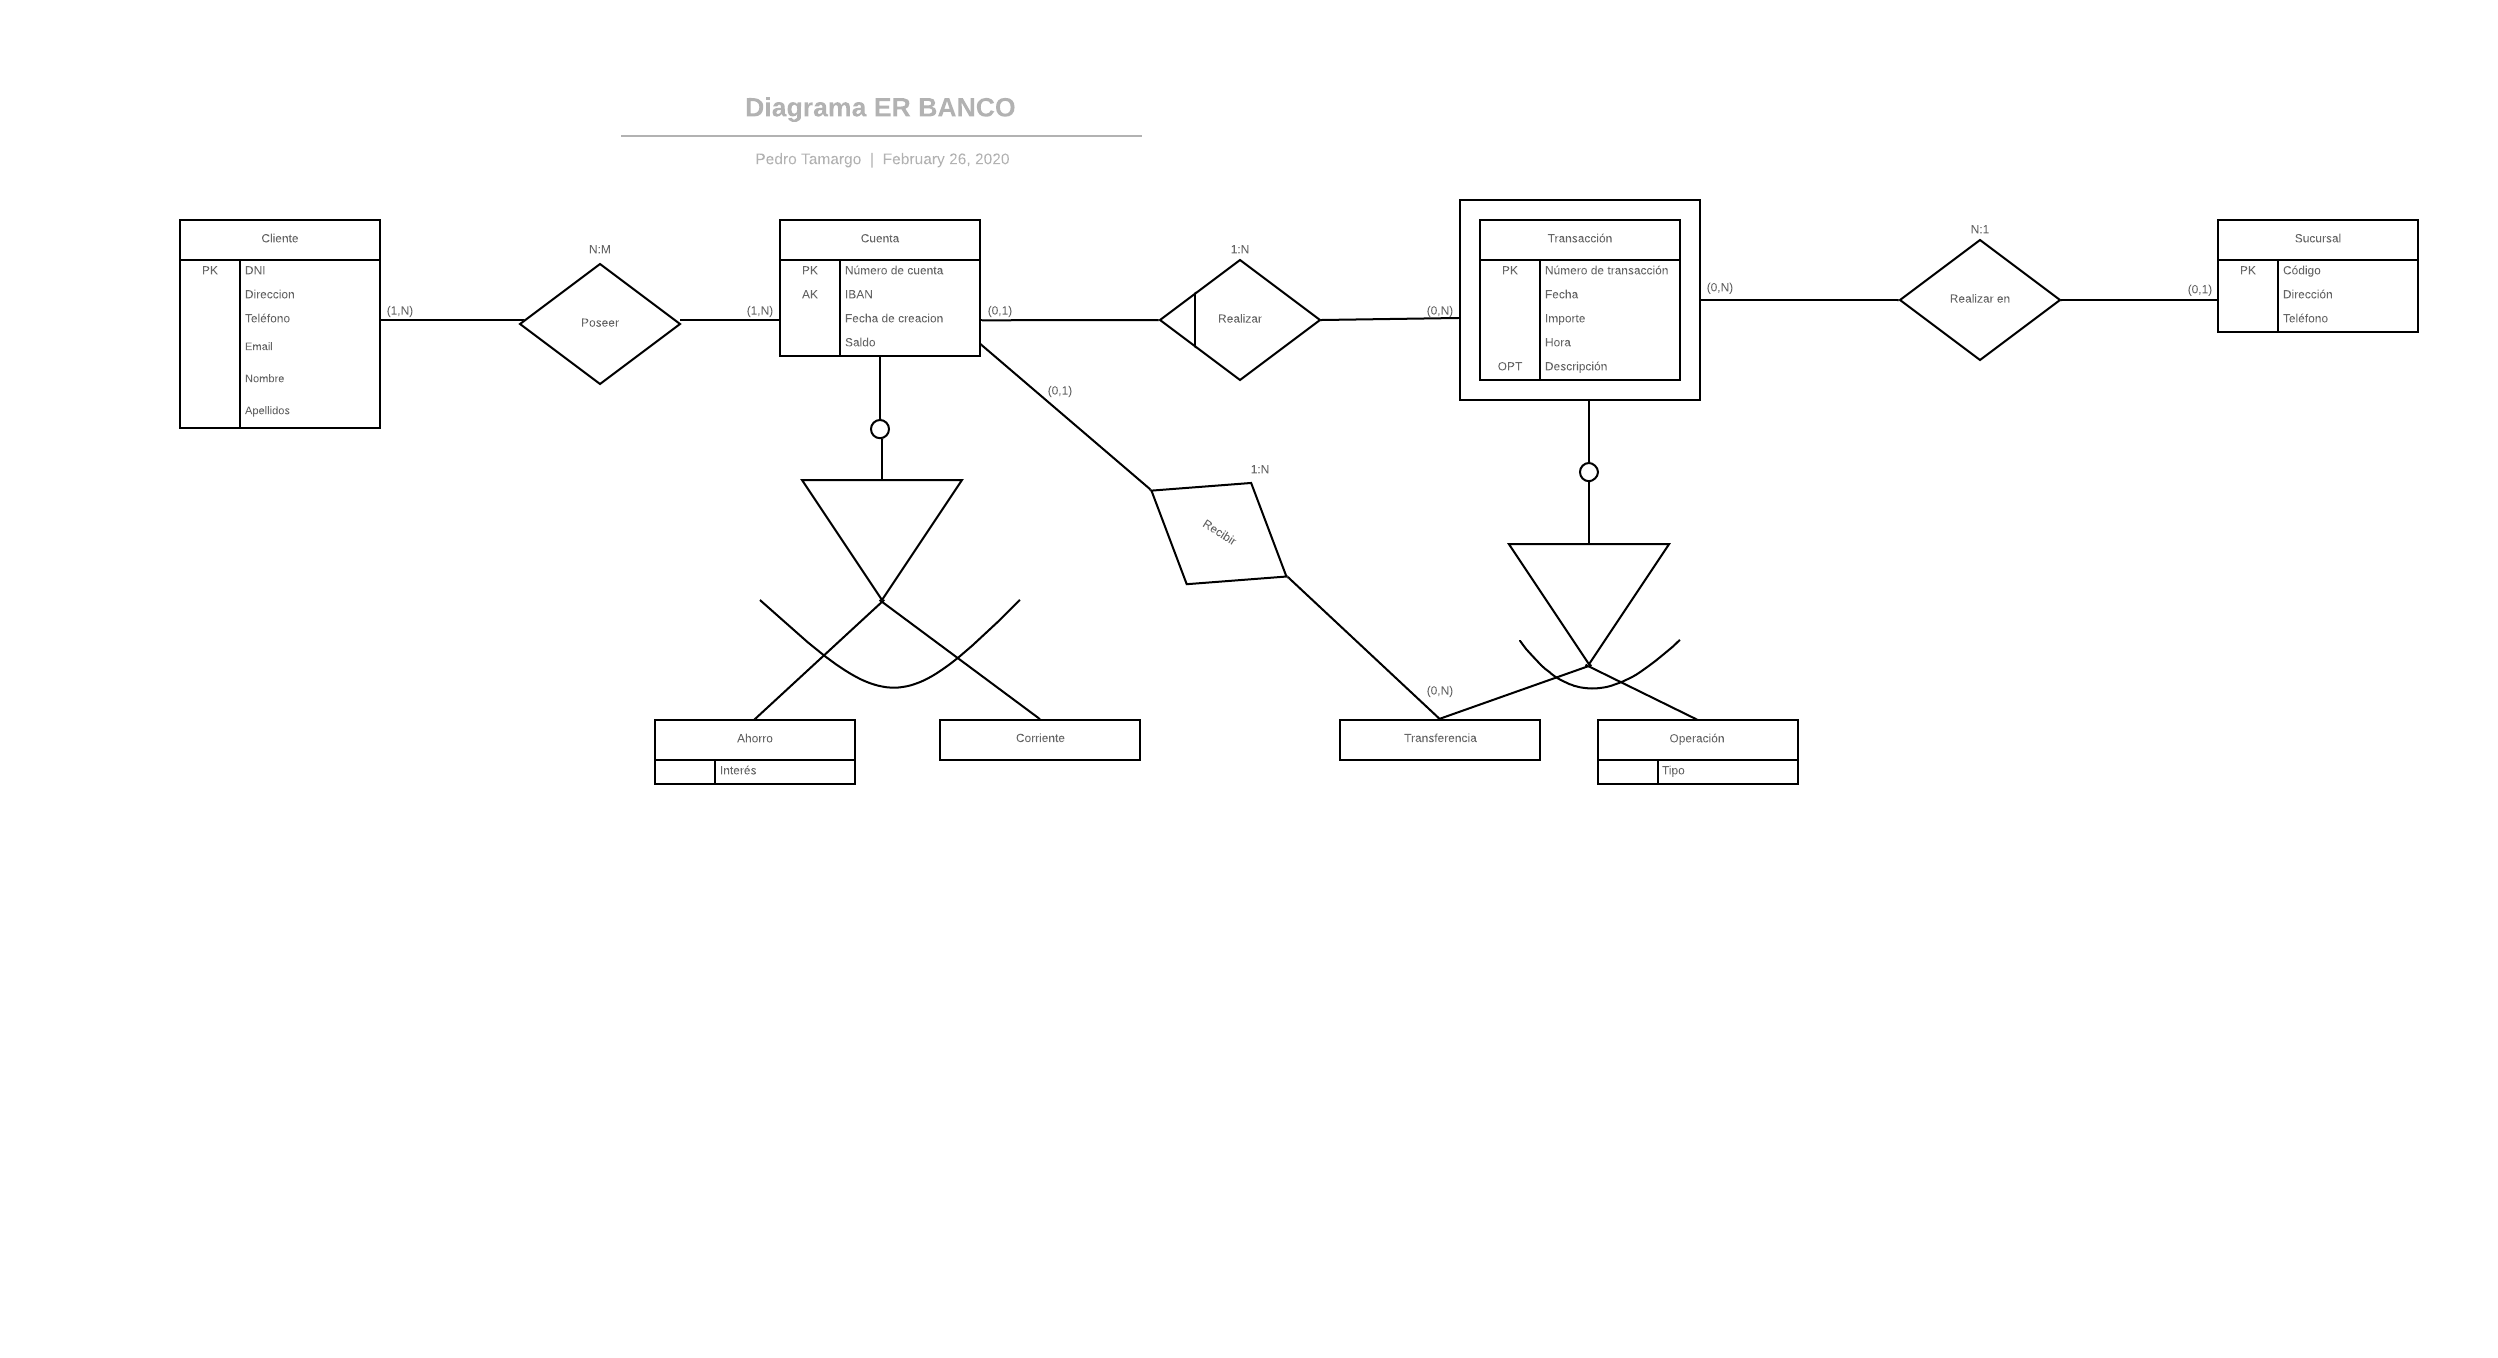 Diagrama ER BANCO
Pedro Tamargo | February 26, 2020
Cliente
PK DNI
Direccion
Teléfono
Email
Nombre
Apellidos
(1,N)
N:M
Poseer
(1,N)
Cuenta
PK Número de cuenta
AK IBAN
Fecha de creacion
Saldo
(0,1)
1:N
Realizar
(0,N)
Transacción
PK Número de transacción
Fecha
Importe
Hora
OPT Descripción
(0,N)
N:1
Realizar en
(0,1)
Sucursal
PK Código
Dirección
Teléfono
(0,1)
1:N
Recibir
(0,N)
Ahorro
Interés
Corriente
Transferencia
Operación
Tipo